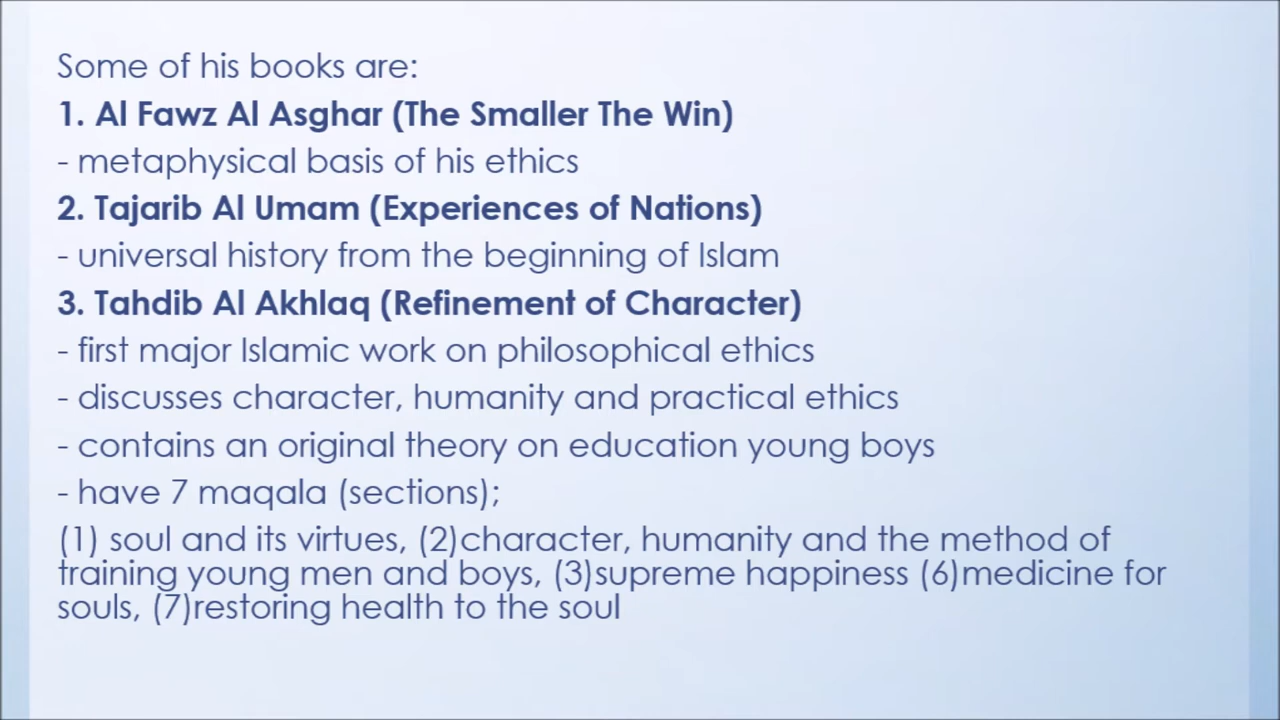 Some of his books are:
1. Al Fawz Al Asghar (The Smaller The Win)
- metaphysical basis of his ethics
2. Tajarib Al Umam (Experiences of Nations)
- universal history from the beginning of Islam
3. Tahdib Al Akhlaq (Refinement of Character)
- first major Islamic work on philosophical ethics
- discusses character, humanity and practical ethics
- contains an original theory on education young boys
- have 7 maqala (sections);
(1) soul and its virtues, (2)character, humanity and the method of
training young men and boys, (3)supreme happiness (6)medicine for
souls, (7)restoring health to the soul